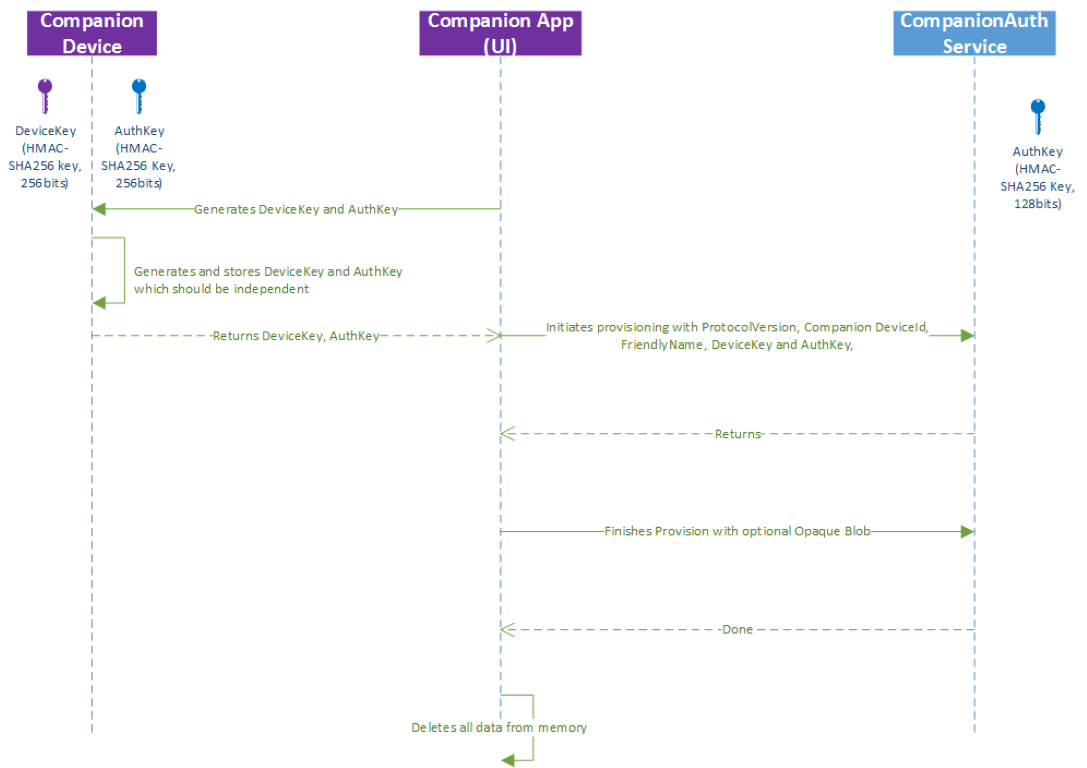 Companion
Device
Companion App
(UI)
CompanionAuth
Service
DeviceKey
(HMAC-
SHA256 key,
256bits)
AuthKey
(HMAC-
SHA256 Key,
256bits)
AuthKey
(HMAC-
SHA256 Key,
128bits)
Generates DeviceKey and AuthKey
Generates and stores DeviceKey and AuthKey
which should be independent
Returns DeviceKey, AuthKey
Initiates provisioning with ProtocolVersion, Companion DeviceId,
FriendlyName, DeviceKey and AuthKey,
Returns
Finishes Provision with optional Opaque Blob
Done
Deletes all data from memory